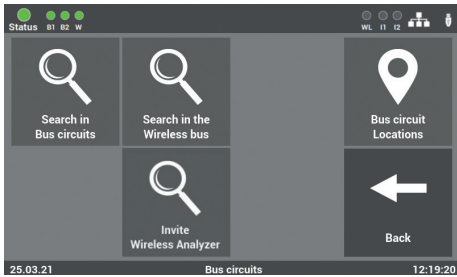 Status B1 B2 W WL I1 I2
Search in
Bus circuits
Search in the
Wireless bus
Bus circuit
Locations
Invite
Wireless Analyzer
Back
25.03.21 Bus circuits 12:19:20